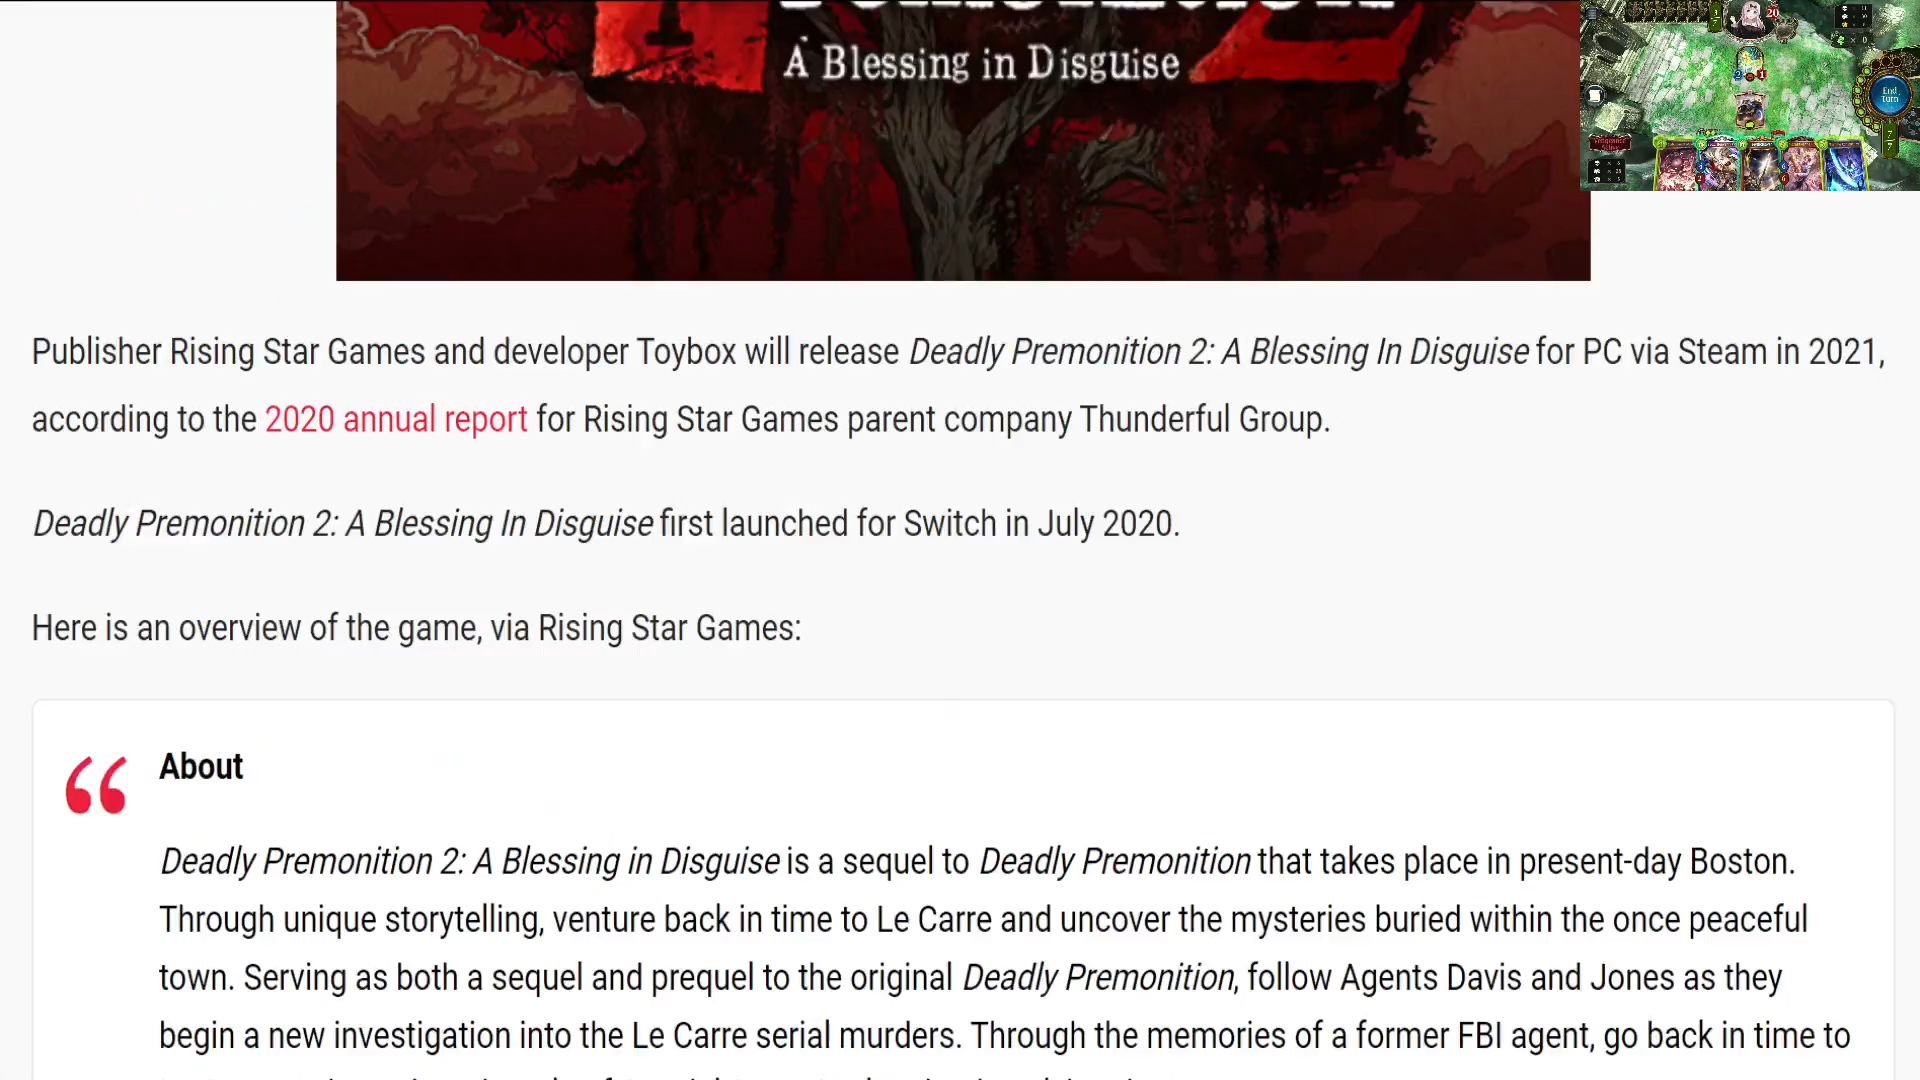 A Blessing in Disguise
20
End
Turn
7/7
Vengeance
Active
Publisher Rising Star Games and developer Toybox will release Deadly Premonition 2: A Blessing In Disguise for PC via Steam in 2021,
according to the 2020 annual report for Rising Star Games parent company Thunderful Group.
Deadly Premonition 2: A Blessing In Disguise first launched for Switch in July 2020.
Here is an overview of the game, via Rising Star Games:
“
About
Deadly Premonition 2: A Blessing in Disguise is a sequel to Deadly Premonition that takes place in present-day Boston.
Through unique storytelling, venture back in time to Le Carre and uncover the mysteries buried within the once peaceful
town. Serving as both a sequel and prequel to the original Deadly Premonition, follow Agents Davis and Jones as they
begin a new investigation into the Le Carre serial murders. Through the memories of a former FBI agent, go back in time to